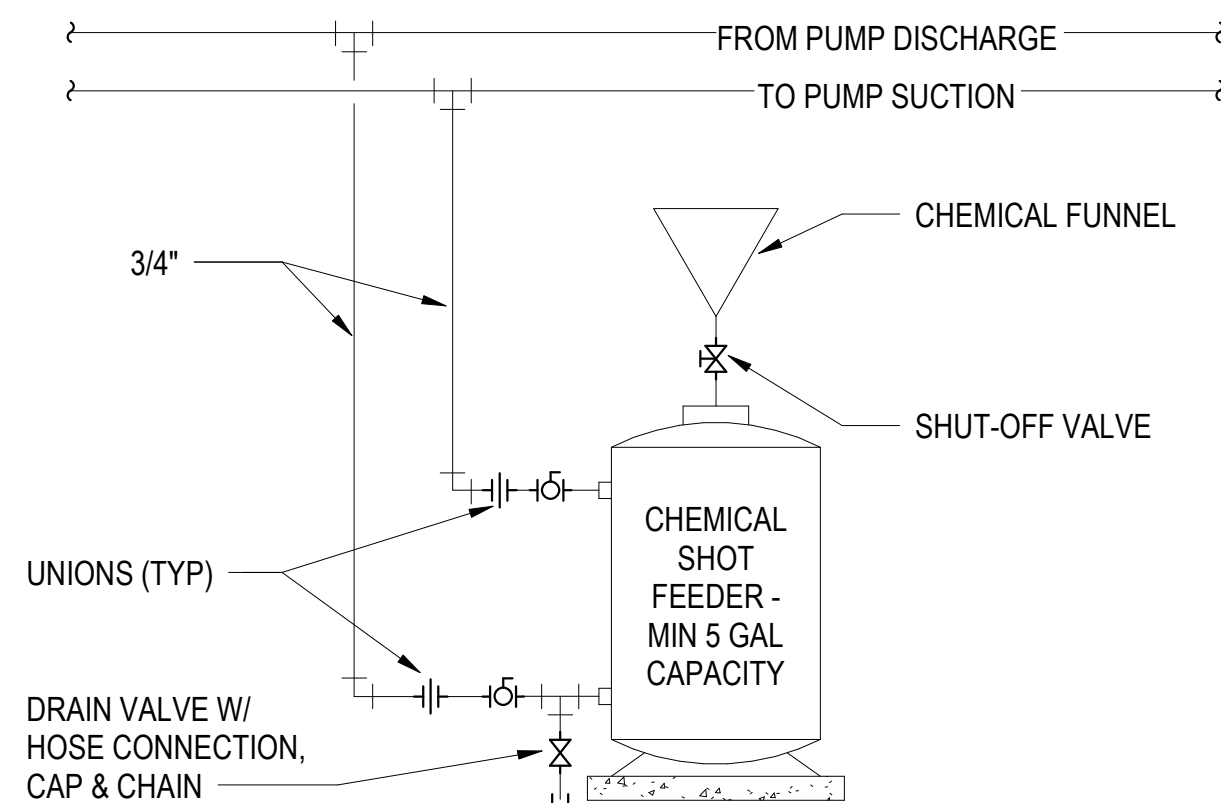 FROM PUMP DISCHARGE
TO PUMP SUCTION
CHEMICAL FUNNEL
3/4"
SHUT-OFF VALVE
CHEMICAL
SHOT
FEEDER -
MIN 5 GAL
CAPACITY
UNIONS (TYP)
DRAIN VALVE W/
HOSE CONNECTION,
CAP & CHAIN